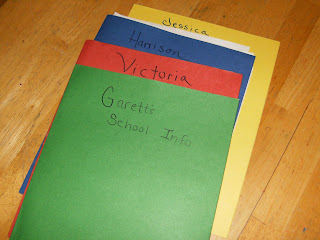 Jessica
Harrison
Victoria
Garett's
School Info